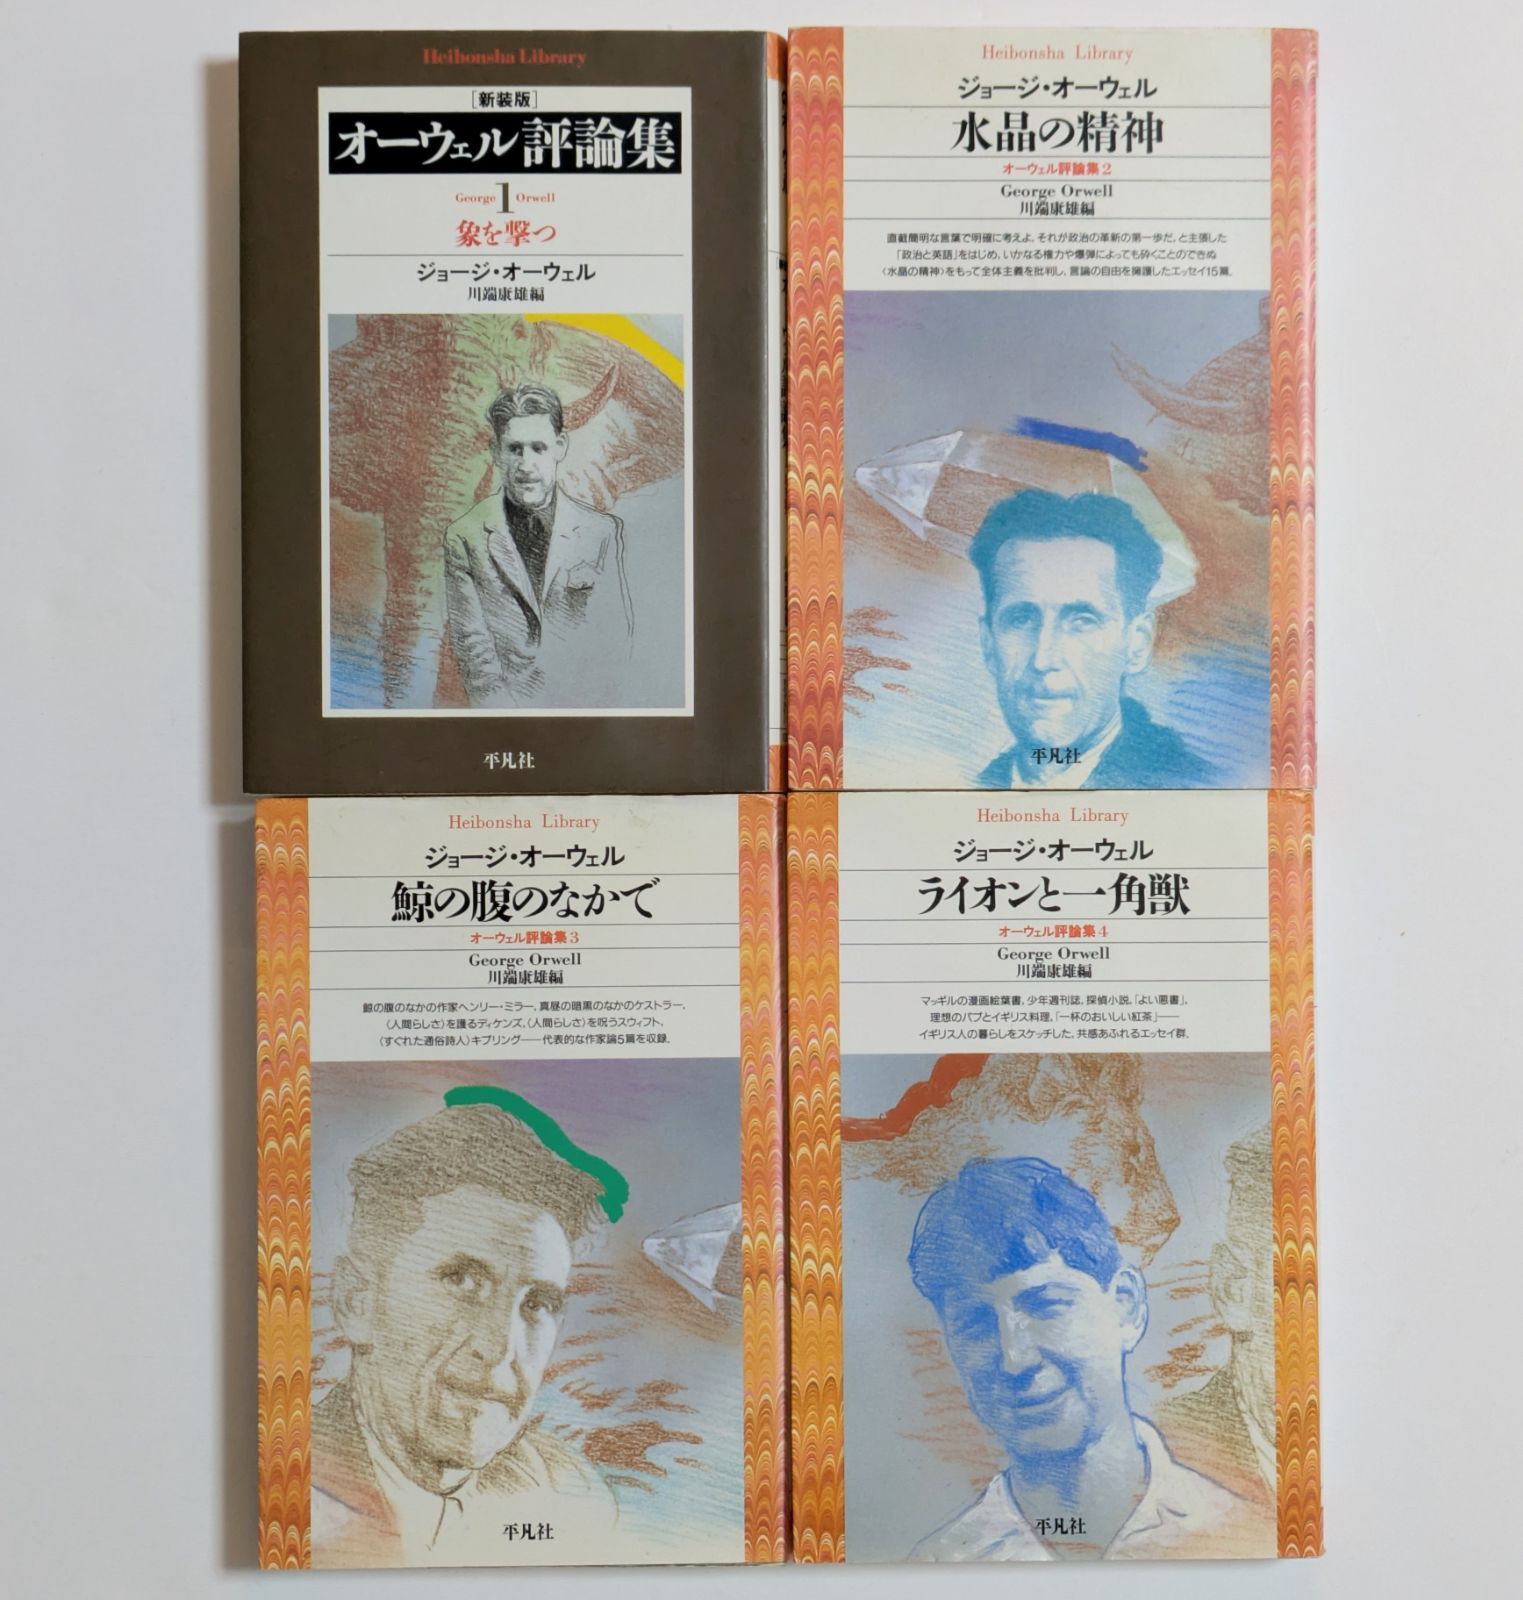 Heibonsha Library
[新装版]
オーウェル評論集
George 1 Orwell
象を撃つ
ジョージ・オーウェル
川端康雄編
平凡社
Heibonsha Library
ジョージ・オーウェル
水晶の精神
オーウェル評論集2
George Orwell
川端康雄編
直截簡明な言葉で明確に考えよ、それが政治の革新の第一歩だ、と主張した
「政治と英語」をはじめ、いかなる権力や爆弾によっても砕くことのできぬ
〈水晶の精神〉をもって全体主義を批判し、言論の自由を擁護したエッセイ15篇。
平凡社
Heibonsha Library
ジョージ・オーウェル
鯨の腹のなかで
オーウェル評論集3
George Orwell
川端康雄編
鯨の腹のなかの作家ヘンリー・ミラー、真昼の暗黒のなかのケストラー、
〈人間らしさ〉を護るディケンズ、〈人間らしさ〉を呪うスウィフト、
〈すぐれた通俗詩人〉キプリング――代表的な作家論5篇を収録。
平凡社
Heibonsha Library
ジョージ・オーウェル
ライオンと一角獣
オーウェル評論集4
George Orwell
川端康雄編
マッギルの漫画絵葉書、少年週刊誌、探偵小説、「よい悪書」、
理想のパブとイギリス料理、「一杯のおいしい紅茶」――
イギリス人の暮らしをスケッチした、共感あふれるエッセイ群。
平凡社